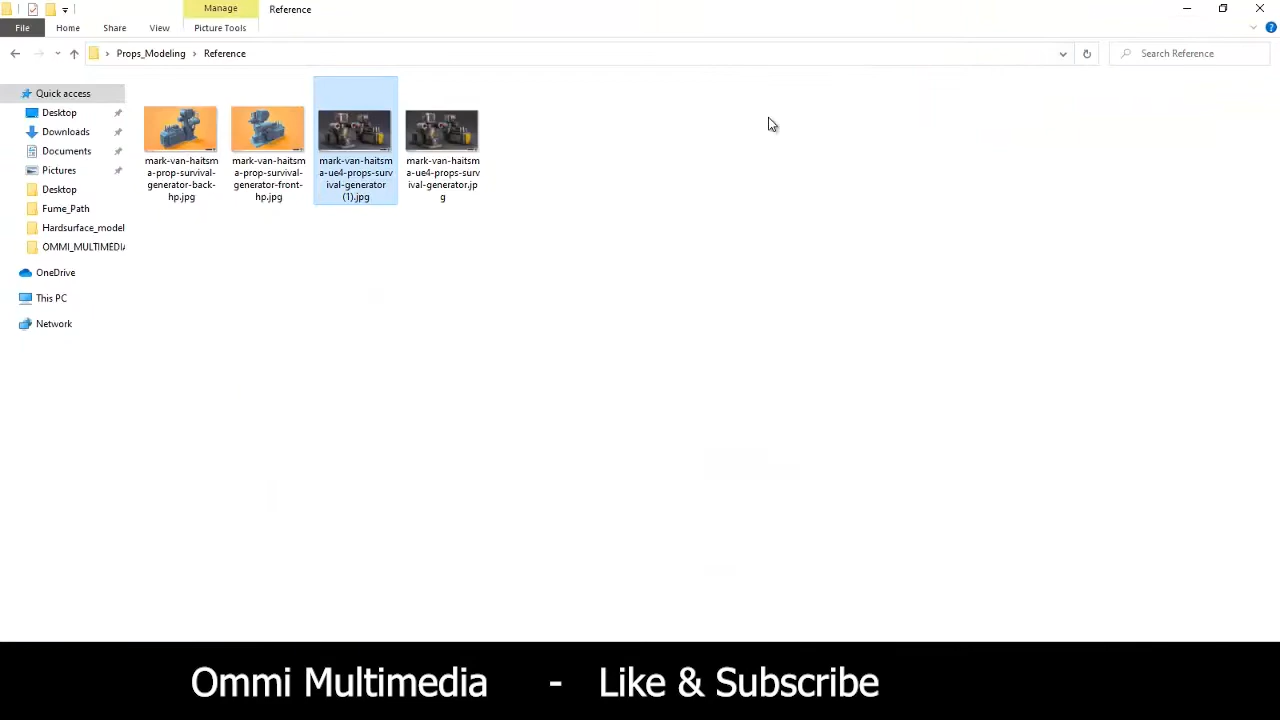 Manage
Reference
File
Home
Share
View
Picture Tools
Props_Modeling
Reference
Search Reference
Quick access
Desktop
Downloads
Documents
Pictures
Desktop
Fume_Path
Hardsurface_model
OMMI_MULTIMEDIA
OneDrive
This PC
Network
mark-van-haitsm
a-prop-survival-
generator-back-
hp.jpg
mark-van-haitsm
a-prop-survival-
generator-front-
hp.jpg
mark-van-haitsm
a-ue4-props-surv
ival-generator
(1).jpg
mark-van-haitsm
a-ue4-props-surv
ival-generator.jp
g
Ommi Multimedia - Like & Subscribe